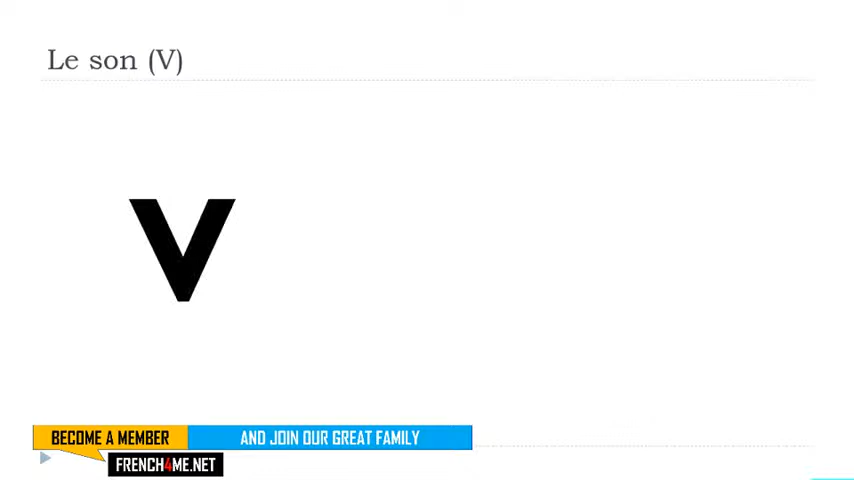 Le son (V)
V
BECOME A MEMBER AND JOIN OUR GREAT FAMILY
FRENCH4ME.NET